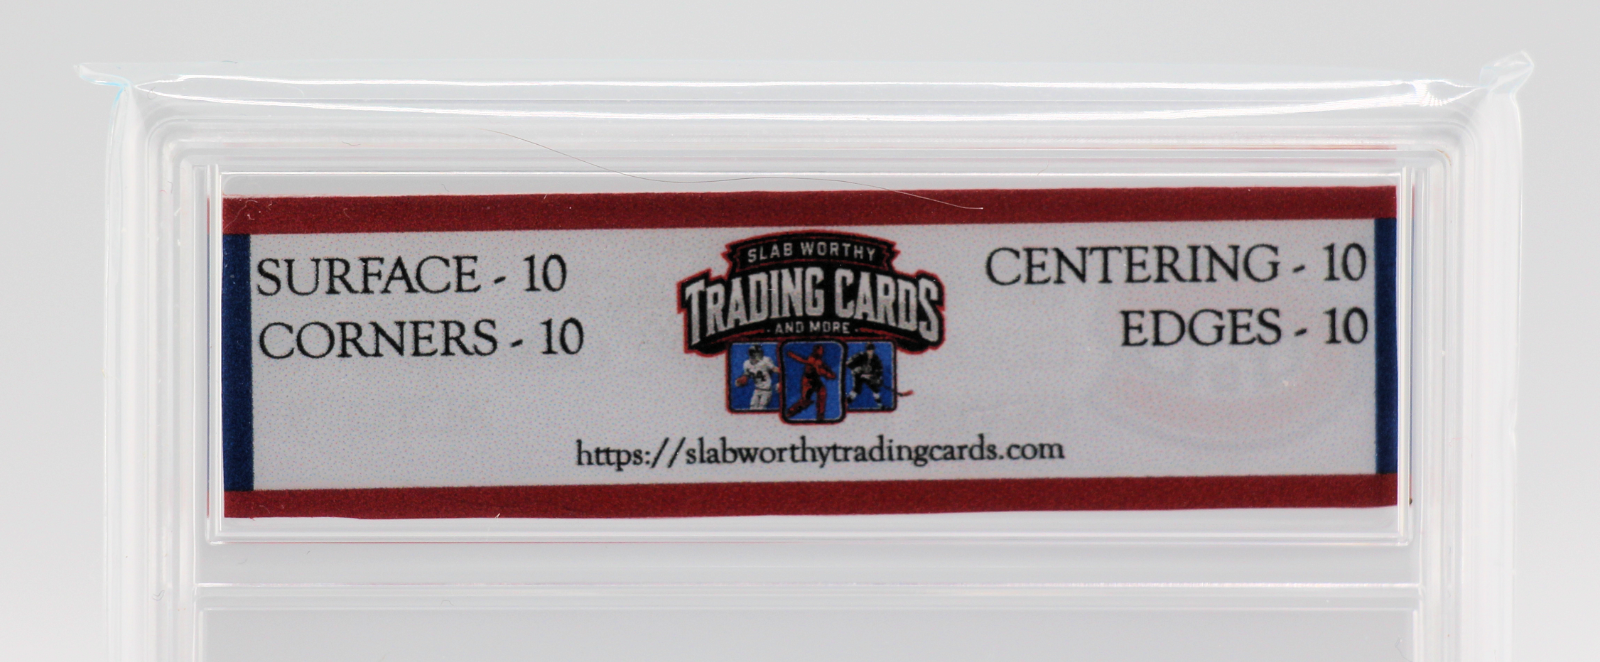 SURFACE - 10
CORNERS - 10
SLAB WORTHY
TRADING CARDS
AND MORE
CENTERING - 10
EDGES - 10
https://slabworthytradingcards.com